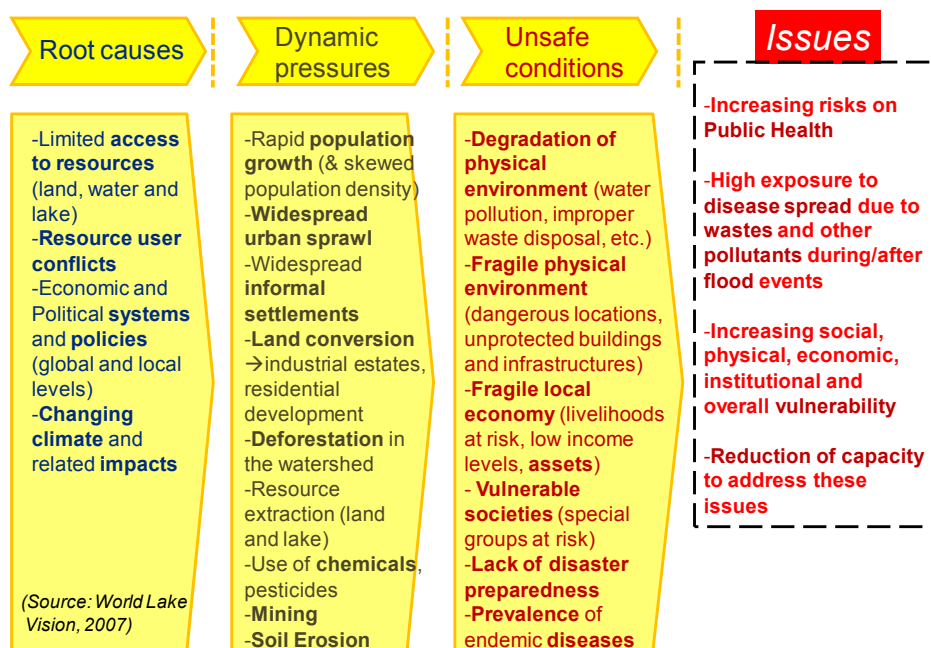 Root causes
-Limited access
to resources
(land, water and
lake)
-Resource user
conflicts
-Economic and
Political systems
and policies
(global and local
levels)
-Changing
climate and
related impacts
(Source: World Lake
Vision, 2007)
Dynamic
pressures
-Rapid population
growth (& skewed
population density)
-Widespread
urban sprawl
-Widespread
informal
settlements
-Land conversion
→industrial estates,
residential
development
-Deforestation in
the watershed
-Resource
extraction (land
and lake)
-Use of chemicals,
pesticides
-Mining
-Soil Erosion
Unsafe
conditions
-Degradation of
physical
environment (water
pollution, improper
waste disposal, etc.)
-Fragile physical
environment
(dangerous locations,
unprotected buildings
and infrastructures)
-Fragile local
economy (livelihoods
at risk, low income
levels, assets)
- Vulnerable
societies (special
groups at risk)
-Lack of disaster
preparedness
-Prevalence of
endemic diseases
Issues
-Increasing risks on
Public Health
-High exposure to
disease spread due to
wastes and other
pollutants during/after
flood events
-Increasing social,
physical, economic,
institutional and
overall vulnerability
-Reduction of capacity
to address these
issues